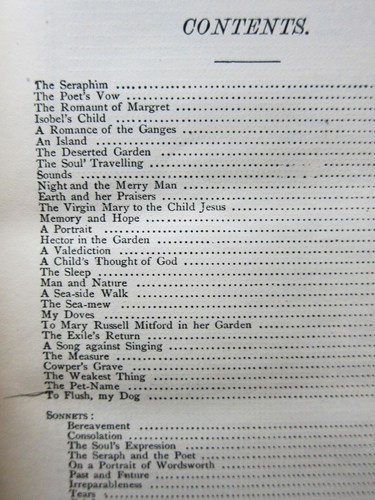 CONTENTS.
The Seraphim
The Poet's Vow
The Romaunt of Margret
Isobel's Child
A Romance of the Ganges
An Island
The Deserted Garden
The Soul' Travelling
Sounds
Night and the Merry Man
Earth and her Praisers
The Virgin Mary to the Child Jesus
Memory and Hope
A Portrait
Hector in the Garden
A Valediction
A Child's Thought of God
The Sleep
Man and Nature
A Sea-side Walk
The Sea-mew
My Doves
To Mary Russell Mitford in her Garden
The Exile's Return
A Song against Singing
The Measure
Cowper's Grave
The Weakest Thing
The Pet-Name
To Flush, my Dog
SONNETS:
Bereavement
Consolation
The Soul's Expression
The Seraph and the Poet
On a Portrait of Wordsworth
Past and Future
Irreparableness
Tears